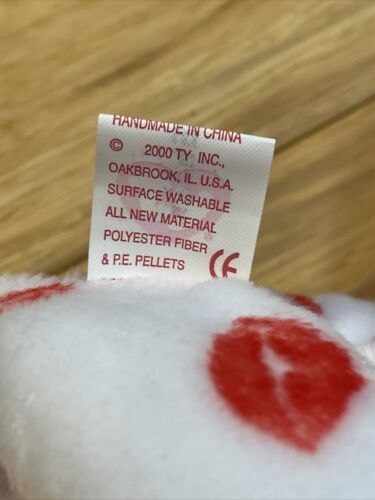 HANDMADE IN CHINA
© 2000 TY INC.,
OAKBROOK, IL. U.S.A.
SURFACE WASHABLE
ALL NEW MATERIAL
POLYESTER FIBER
& P.E. PELLETS CE